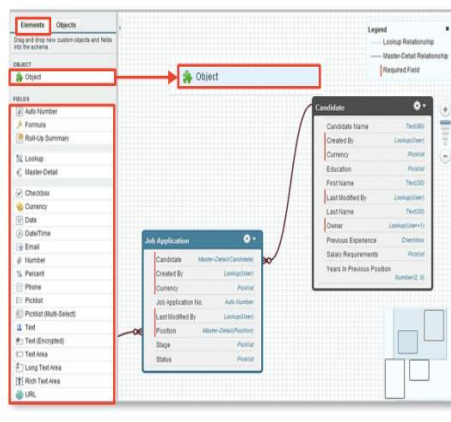 Elements Objects
Drag and drop new custom objects and fields
into the schema.
OBJECT
Object
FIELDS
Auto Number
Formula
Roll-Up Summary
Lookup
Master-Detail
Checkbox
Currency
Date
Date/Time
Email
Number
Percent
Phone
Picklist
Picklist (Multi-Select)
Text
Text (Encrypted)
Text Area
Long Text Area
Rich Text Area
URL
Object
Legend
Lookup Relationship
Master-Detail Relationship
Required Field
Candidate
Candidate Name Text(80)
Created By Lookup(User)
Currency Picklist
Education Picklist
First Name Text(20)
Last Modified By Lookup(User)
Last Name Text(20)
Owner Lookup(User+1)
Previous Experience Checkbox
Salary Requirements Picklist
Years In Previous Position
Number(2, 0)
Job Application
Candidate Master-Detail(Candidate)
Created By Lookup(User)
Currency Picklist
Job Application No. Auto Number
Last Modified By Lookup(User)
Position Master-Detail(Position)
Stage Picklist
Status Picklist